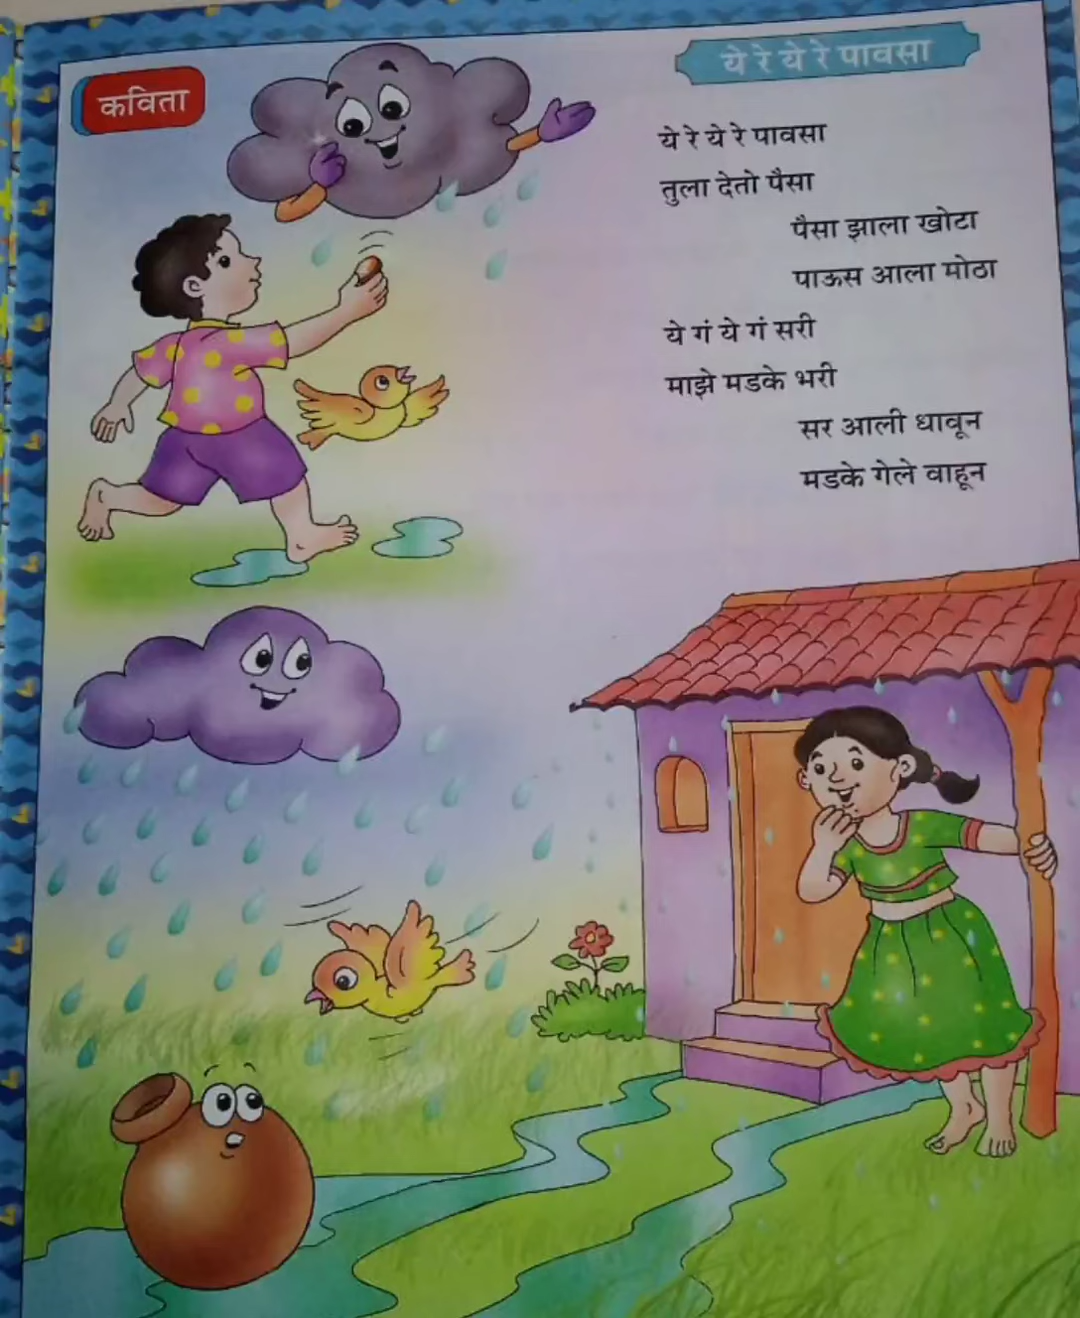 कविता
ये रे ये रे पावसा
ये रे ये रे पावसा
तुला देतो पैसा
पैसा झाला खोटा
पाऊस आला मोठा
ये गं ये गं सरी
माझे मडके भरी
सर आली धावून
मडके गेले वाहून